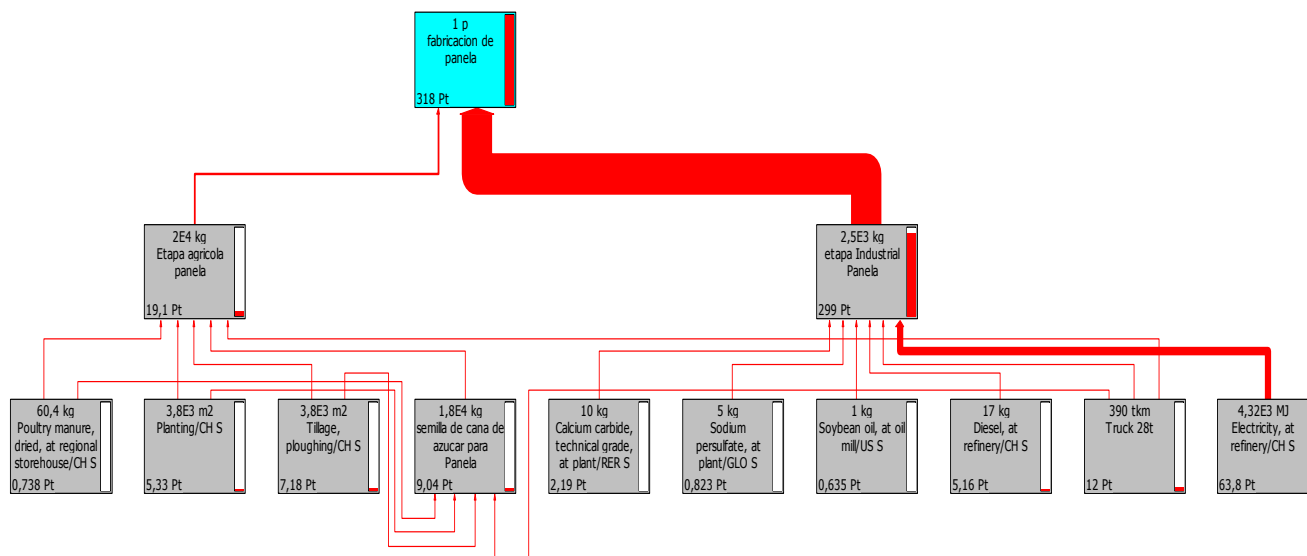 1 p
fabricacion de
panela
318 Pt
2E4 kg
Etapa agricola
panela
19,1 Pt
2,5E3 kg
etapa Industrial
Panela
299 Pt
60,4 kg
Poultry manure,
dried, at regional
storehouse/CH S
0,738 Pt
3,8E3 m2
Planting/CH S
5,33 Pt
3,8E3 m2
Tillage,
ploughing/CH S
7,18 Pt
1,8E4 kg
semilla de cana de
azucar para
Panela
9,04 Pt
10 kg
Calcium carbide,
technical grade,
at plant/RER S
2,19 Pt
5 kg
Sodium
persulfate, at
plant/GLO S
0,823 Pt
1 kg
Soybean oil, at oil
mill/US S
0,635 Pt
17 kg
Diesel, at
refinery/CH S
5,16 Pt
390 tkm
Truck 28t
12 Pt
4,32E3 MJ
Electricity, at
refinery/CH S
63,8 Pt